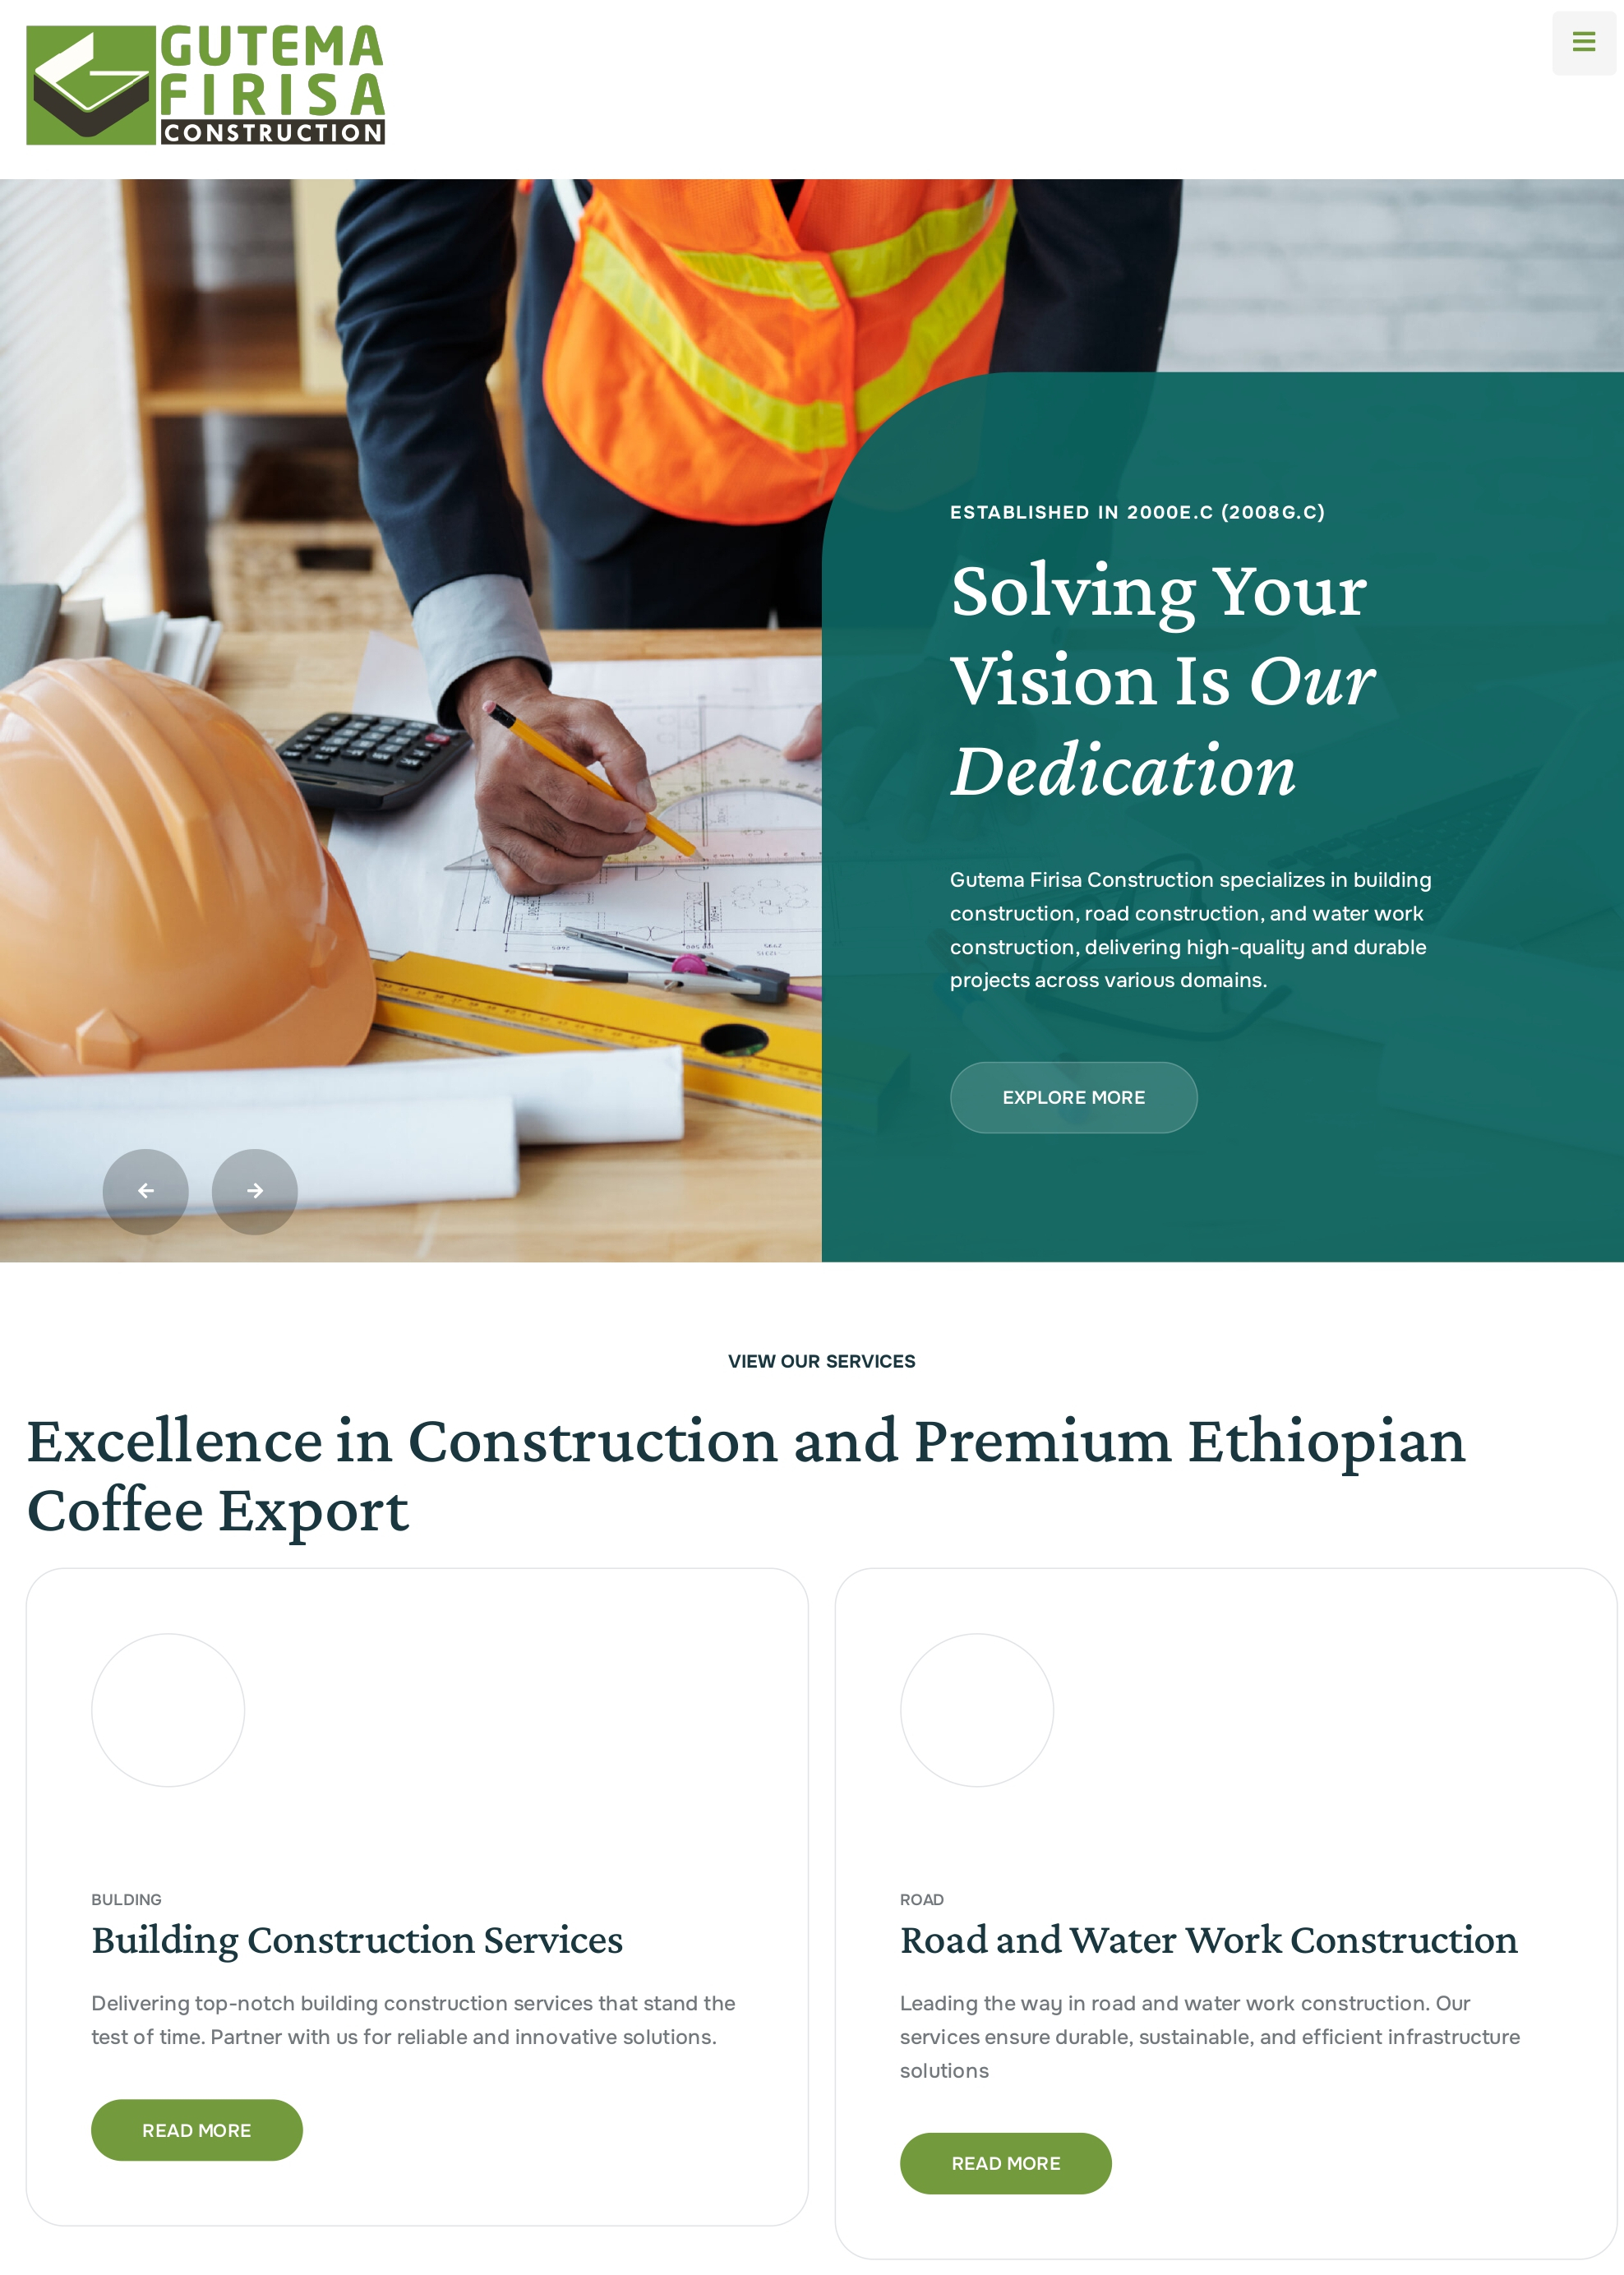 GUTEMA
FIRISA
CONSTRUCTION
ESTABLISHED IN 2000E.C (2008G.C)
Solving Your
Vision Is Our
Dedication
Gutema Firisa Construction specializes in building
construction, road construction, and water work
construction, delivering high-quality and durable
projects across various domains.
EXPLORE MORE
VIEW OUR SERVICES
Excellence in Construction and Premium Ethiopian
Coffee Export
BULDING
Building Construction Services
Delivering top-notch building construction services that stand the
test of time. Partner with us for reliable and innovative solutions.
READ MORE
ROAD
Road and Water Work Construction
Leading the way in road and water work construction. Our
services ensure durable, sustainable, and efficient infrastructure
solutions
READ MORE